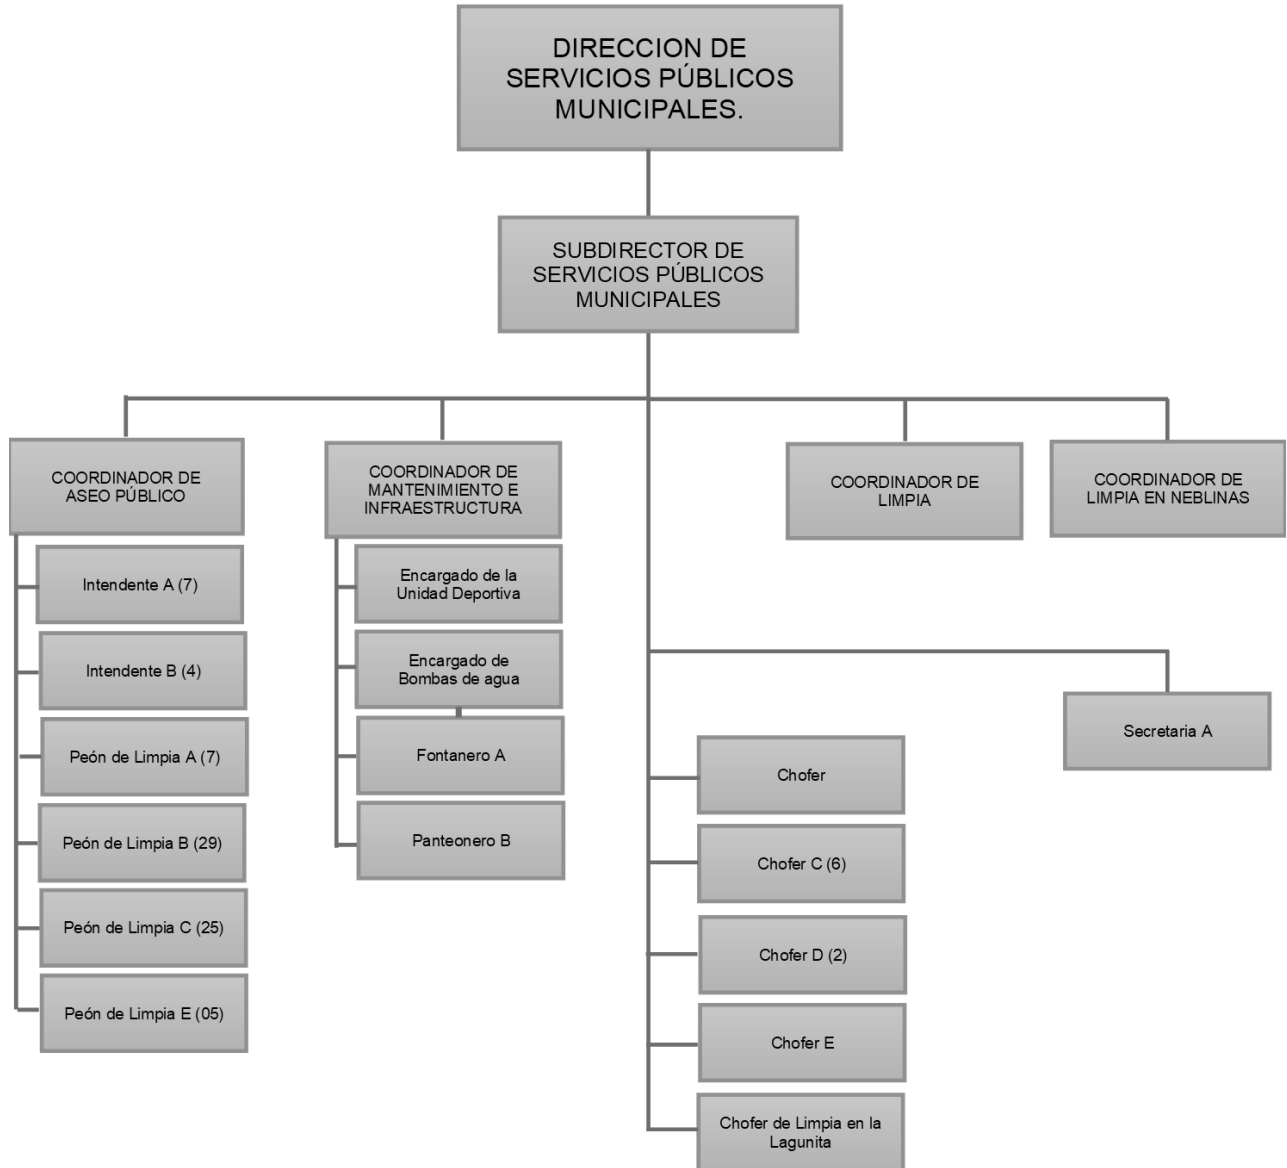 DIRECCION DE
SERVICIOS PÚBLICOS
MUNICIPALES.
SUBDIRECTOR DE
SERVICIOS PÚBLICOS
MUNICIPALES
COORDINADOR DE
ASEO PÚBLICO
COORDINADOR DE
MANTENIMIENTO E
INFRAESTRUCTURA
COORDINADOR DE
LIMPIA
COORDINADOR DE
LIMPIA EN NEBLINAS
Intendente A (7)
Intendente B (4)
Peón de Limpia A (7)
Peón de Limpia B (29)
Peón de Limpia C (25)
Peón de Limpia E (05)
Encargado de la
Unidad Deportiva
Encargado de
Bombas de agua
Fontanero A
Panteonero B
Chofer
Chofer C (6)
Chofer D (2)
Chofer E
Chofer de Limpia en la
Lagunita
Secretaria A